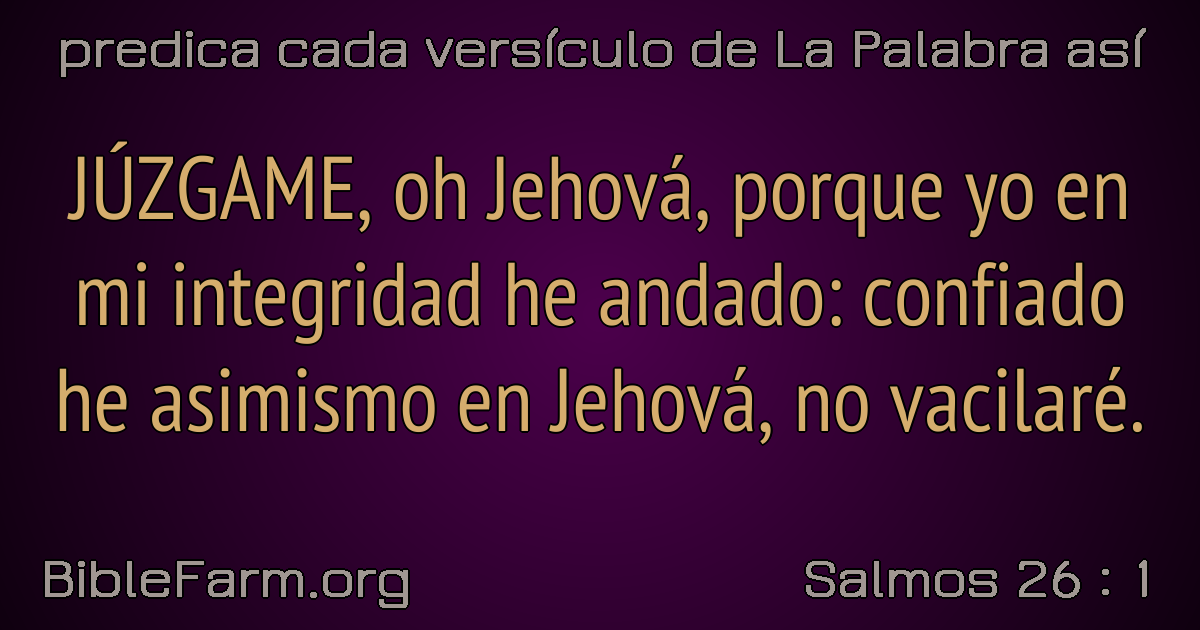 predica cada versículo de La Palabra así
JÚZGAME, oh Jehová, porque yo en
mi integridad he andado: confiado
he asimismo en Jehová, no vacilaré.
BibleFarm.org
Salmos 26 : 1